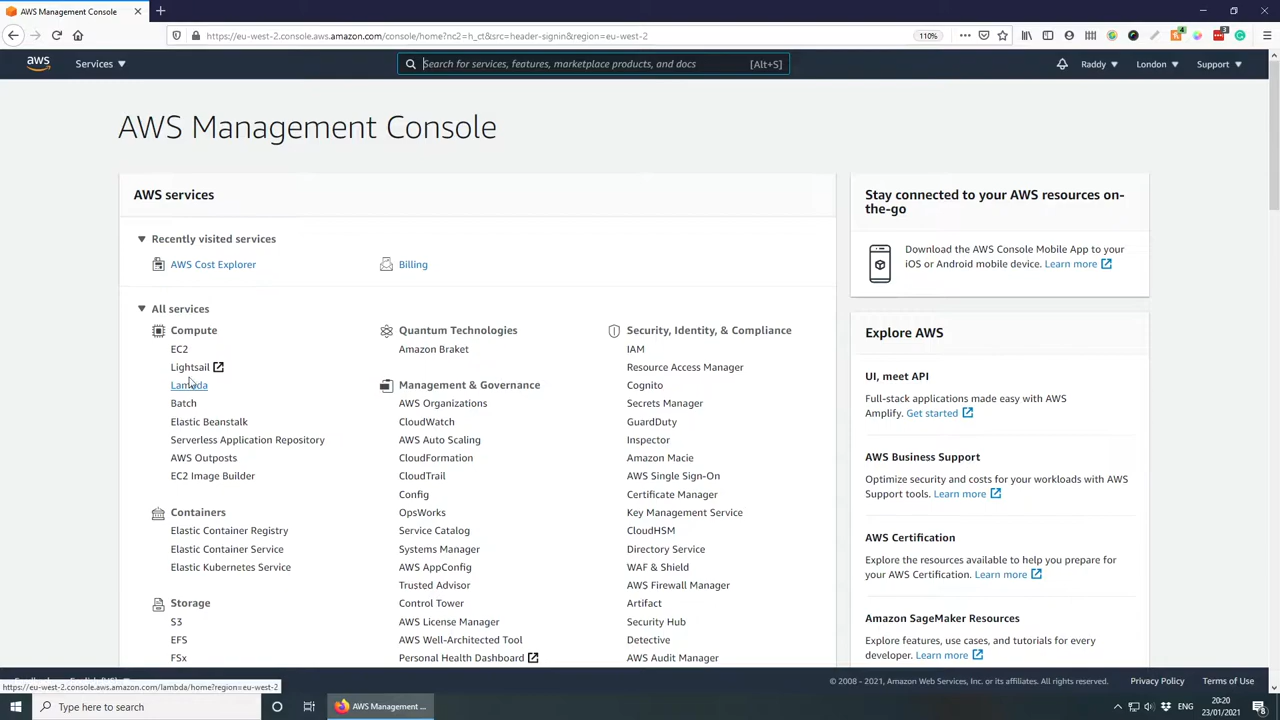 AWS Management Console
https://eu-west-2.console.aws.amazon.com/console/home?nc2=h_ct&src=header-signin&region=eu-west-2
110%
4
3
aws
Services
Search for services, features, marketplace products, and docs
[Alt+S]
Raddy
London
Support
AWS Management Console
AWS services
Recently visited services
AWS Cost Explorer
Billing
All services
Compute
EC2
Lightsail
Lambda
Batch
Elastic Beanstalk
Serverless Application Repository
AWS Outposts
EC2 Image Builder
Containers
Elastic Container Registry
Elastic Container Service
Elastic Kubernetes Service
Storage
S3
EFS
FSx
Quantum Technologies
Amazon Braket
Management & Governance
AWS Organizations
CloudWatch
AWS Auto Scaling
CloudFormation
CloudTrail
Config
OpsWorks
Service Catalog
Systems Manager
AWS AppConfig
Trusted Advisor
Control Tower
AWS License Manager
AWS Well-Architected Tool
Personal Health Dashboard
Security, Identity, & Compliance
IAM
Resource Access Manager
Cognito
Secrets Manager
GuardDuty
Inspector
Amazon Macie
AWS Single Sign-On
Certificate Manager
Key Management Service
CloudHSM
Directory Service
WAF & Shield
AWS Firewall Manager
Artifact
Security Hub
Detective
AWS Audit Manager
Stay connected to your AWS resources on-
the-go
Download the AWS Console Mobile App to your
iOS or Android mobile device. Learn more
Explore AWS
UI, meet API
Full-stack applications made easy with AWS
Amplify. Get started
AWS Business Support
Optimize security and costs for your workloads with AWS
Support tools. Learn more
AWS Certification
Explore the resources available to help you prepare for
your AWS Certification. Learn more
Amazon SageMaker Resources
Explore features, use cases, and tutorials for every
developer. Learn more
© 2008 - 2021, Amazon Web Services, Inc. or its affiliates. All rights reserved.
Privacy Policy
Terms of Use
https://eu-west-2.console.aws.amazon.com/lambda/home?region=eu-west-2
Type here to search
AWS Management ...
ENG
20:20
23/01/2021
8